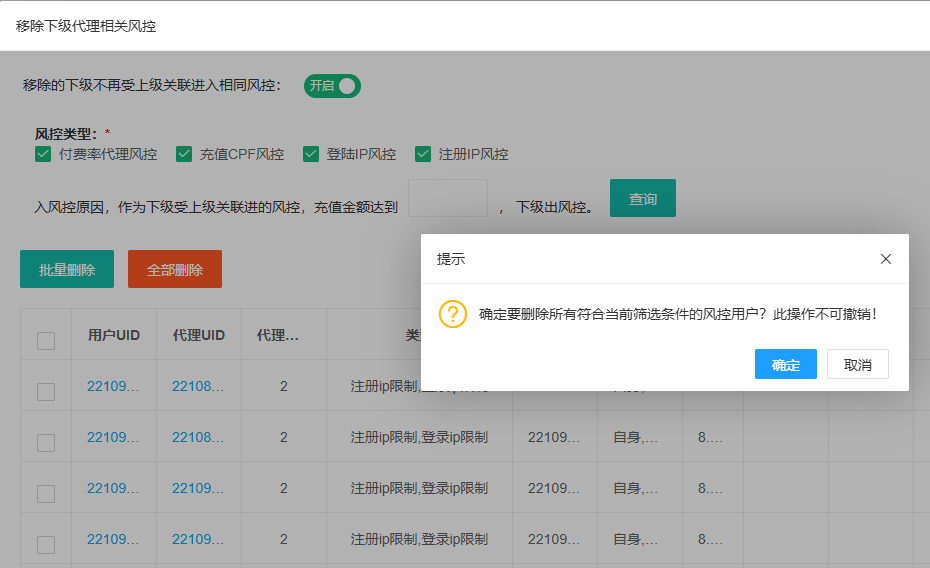 移除下级代理相关风控
移除的下级不再受上级关联进入相同风控： 开启
风控类型：*
付费率代理风控 充值CPF风控 登陆IP风控 注册IP风控
入风控原因，作为下级受上级关联进的风控，充值金额达到 ， 下级出风控。 查询
批量删除 全部删除
提示
确定要删除所有符合当前筛选条件的风控用户？此操作不可撤销！
确定 取消
用户UID 代理UID 代理...
22109... 22108... 2 注册ip限制
22109... 22108... 2 注册ip限制,登录ip限制 22109... 自身,... 8....
22109... 22109... 2 注册ip限制,登录ip限制 22109... 自身,... 8....
22109... 22109... 2 注册ip限制,登录ip限制 22109... 自身,... 8....